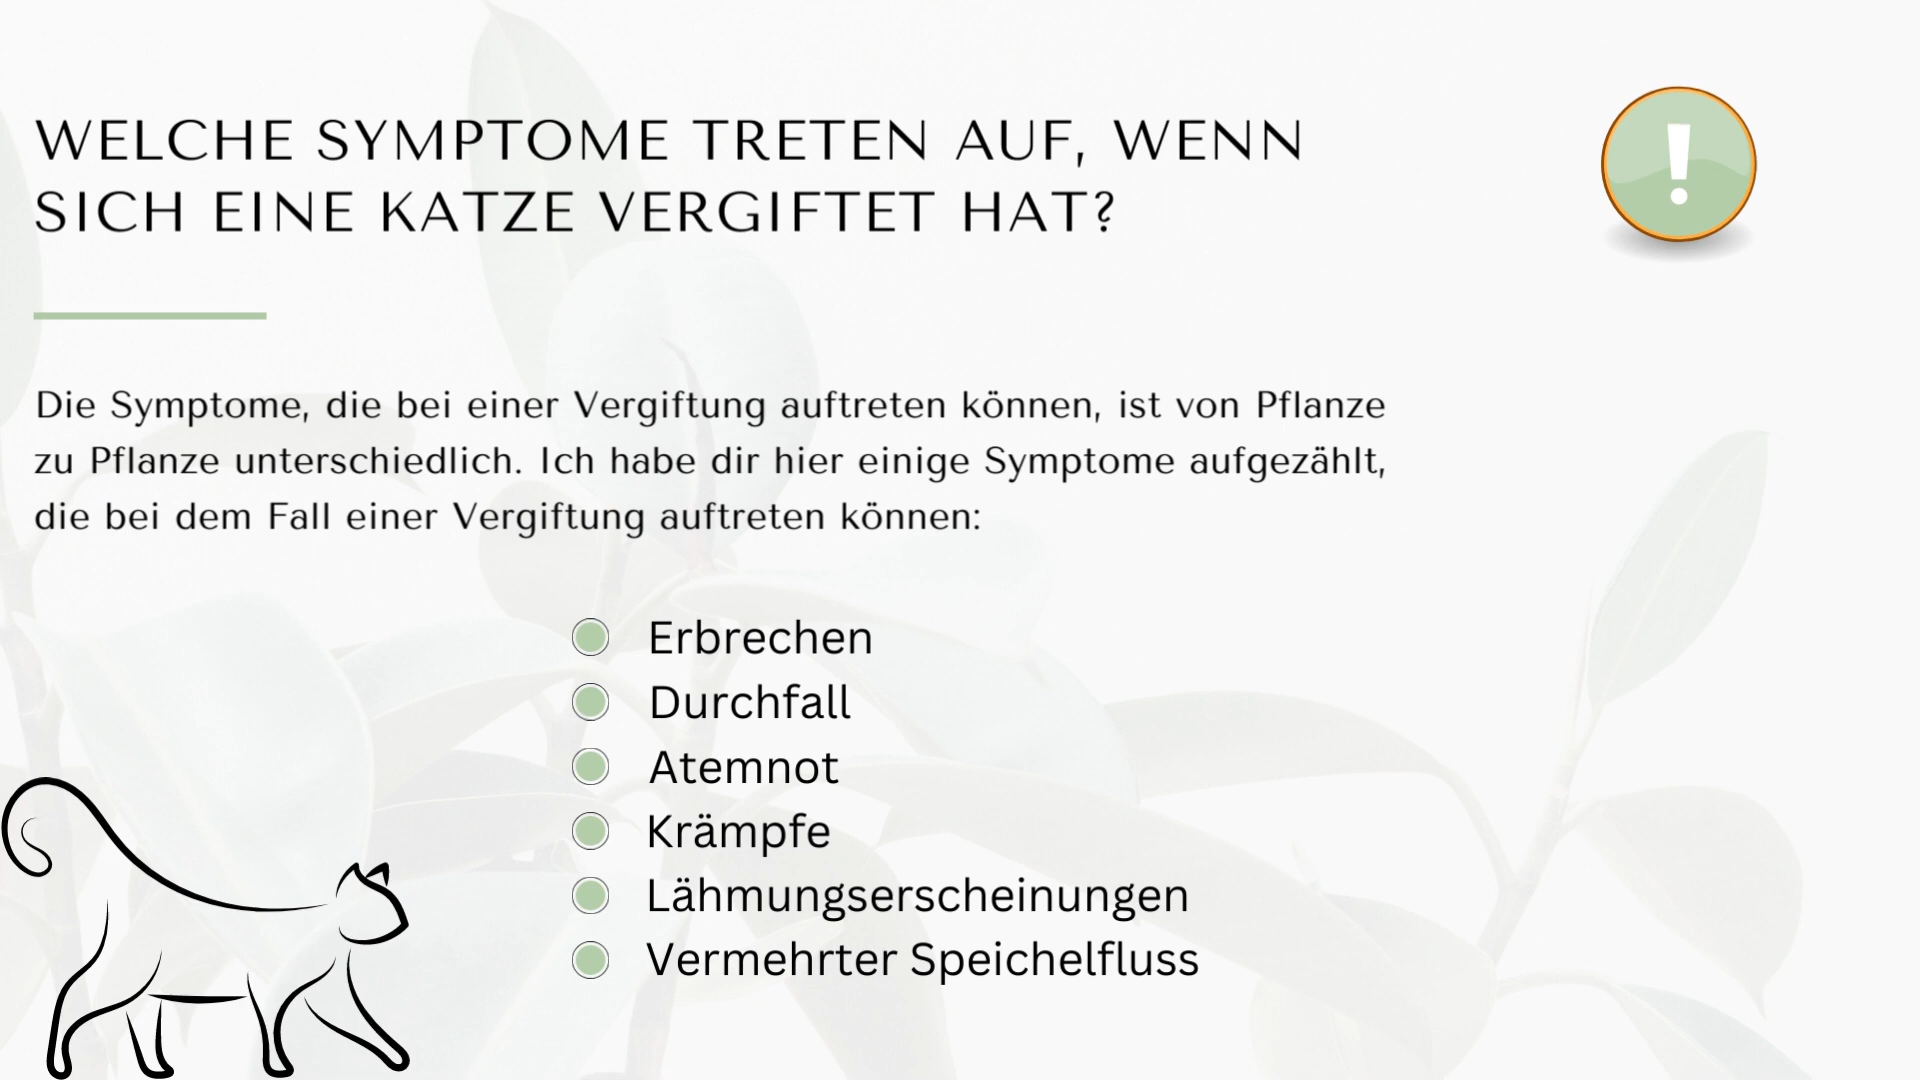 WELCHE SYMPTOME TRETEN AUF, WENN
SICH EINE KATZE VERGIFTET HAT?
Die Symptome, die bei einer Vergiftung auftreten können, ist von Pflanze
zu Pflanze unterschiedlich. Ich habe dir hier einige Symptome aufgezählt,
die bei dem Fall einer Vergiftung auftreten können:
Erbrechen
Durchfall
Atemnot
Krämpfe
Lähmungserscheinungen
Vermehrter Speichelfluss